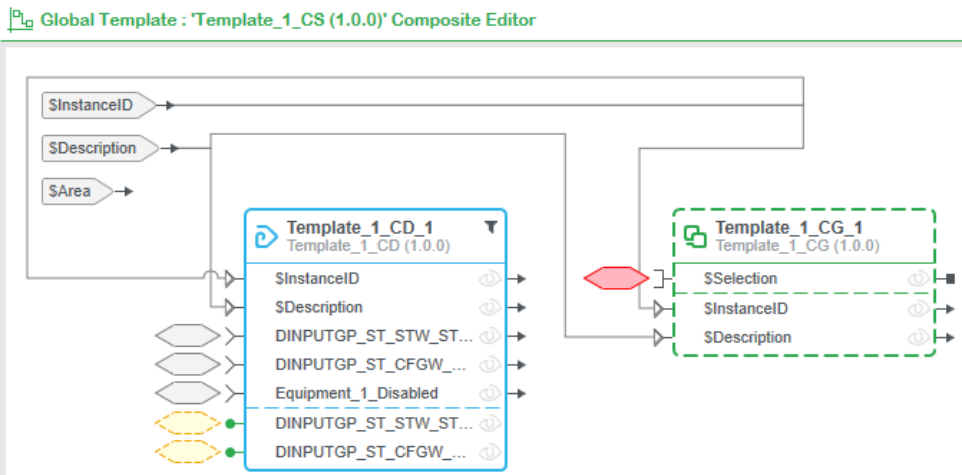 Global Template : 'Template_1_CS (1.0.0)' Composite Editor
$InstanceID
$Description
$Area
Template_1_CD_1
Template_1_CD (1.0.0)
$InstanceID
$Description
DINPUTGP_ST_STW_ST...
DINPUTGP_ST_CFGW_...
Equipment_1_Disabled
DINPUTGP_ST_STW_ST...
DINPUTGP_ST_CFGW_...
Template_1_CG_1
Template_1_CG (1.0.0)
$Selection
$InstanceID
$Description